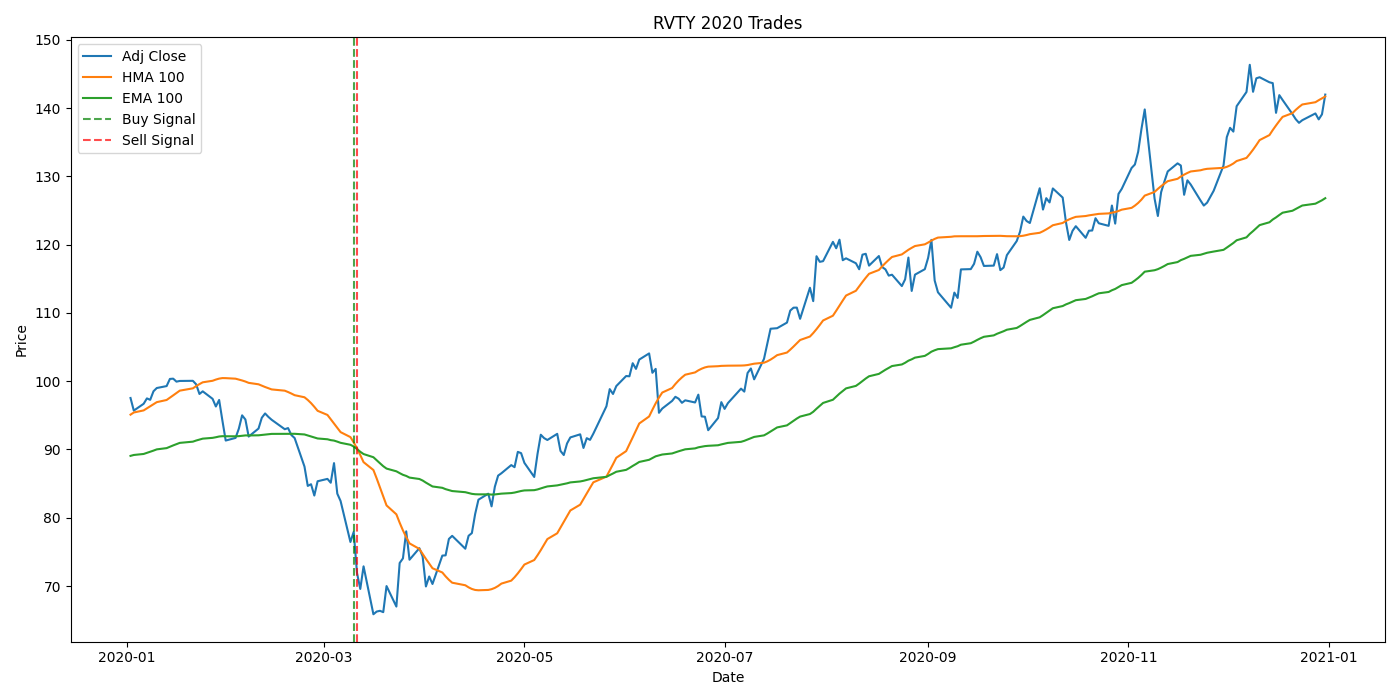 RVTY 2020 Trades
150
140
130
120
110
100
90
80
70
Price
Adj Close
HMA 100
EMA 100
Buy Signal
Sell Signal
2020-01 2020-03 2020-05 2020-07 2020-09 2020-11 2021-01
Date